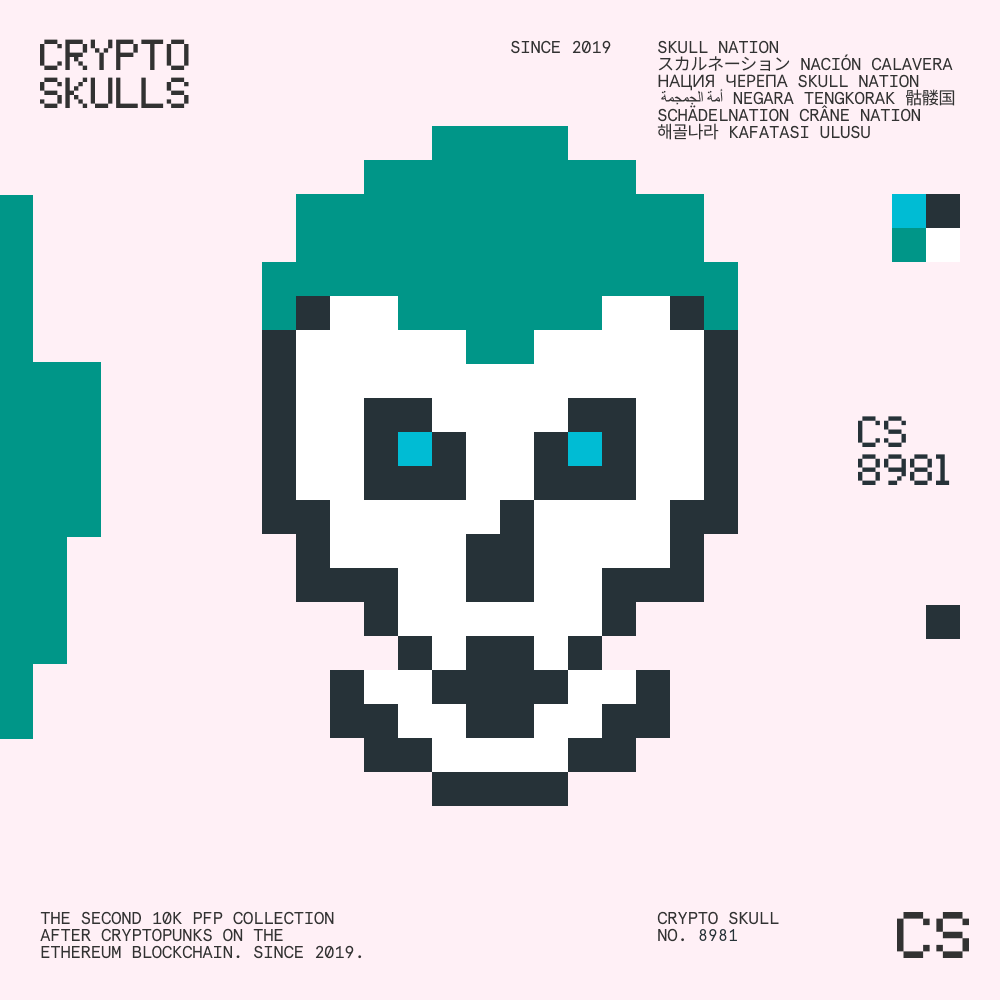 CRYPTO
SKULLS
SINCE 2019
SKULL NATION
スカルネーション NACIÓN CALAVERA
НАЦИЯ ЧЕРЕПА SKULL NATION
أمة الجمجمة NEGARA TENGKORAK 骷髅国
SCHÄDELNATION CRÂNE NATION
해골나라 KAFATASI ULUSU
CS
8981
THE SECOND 10K PFP COLLECTION
AFTER CRYPTOPUNKS ON THE
ETHEREUM BLOCKCHAIN. SINCE 2019.
CRYPTO SKULL
NO. 8981
CS